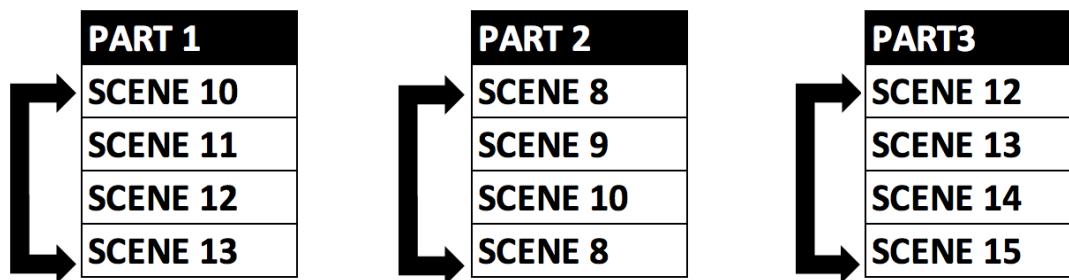 PART 1
SCENE 10
SCENE 11
SCENE 12
SCENE 13
PART 2
SCENE 8
SCENE 9
SCENE 10
SCENE 8
PART3
SCENE 12
SCENE 13
SCENE 14
SCENE 15